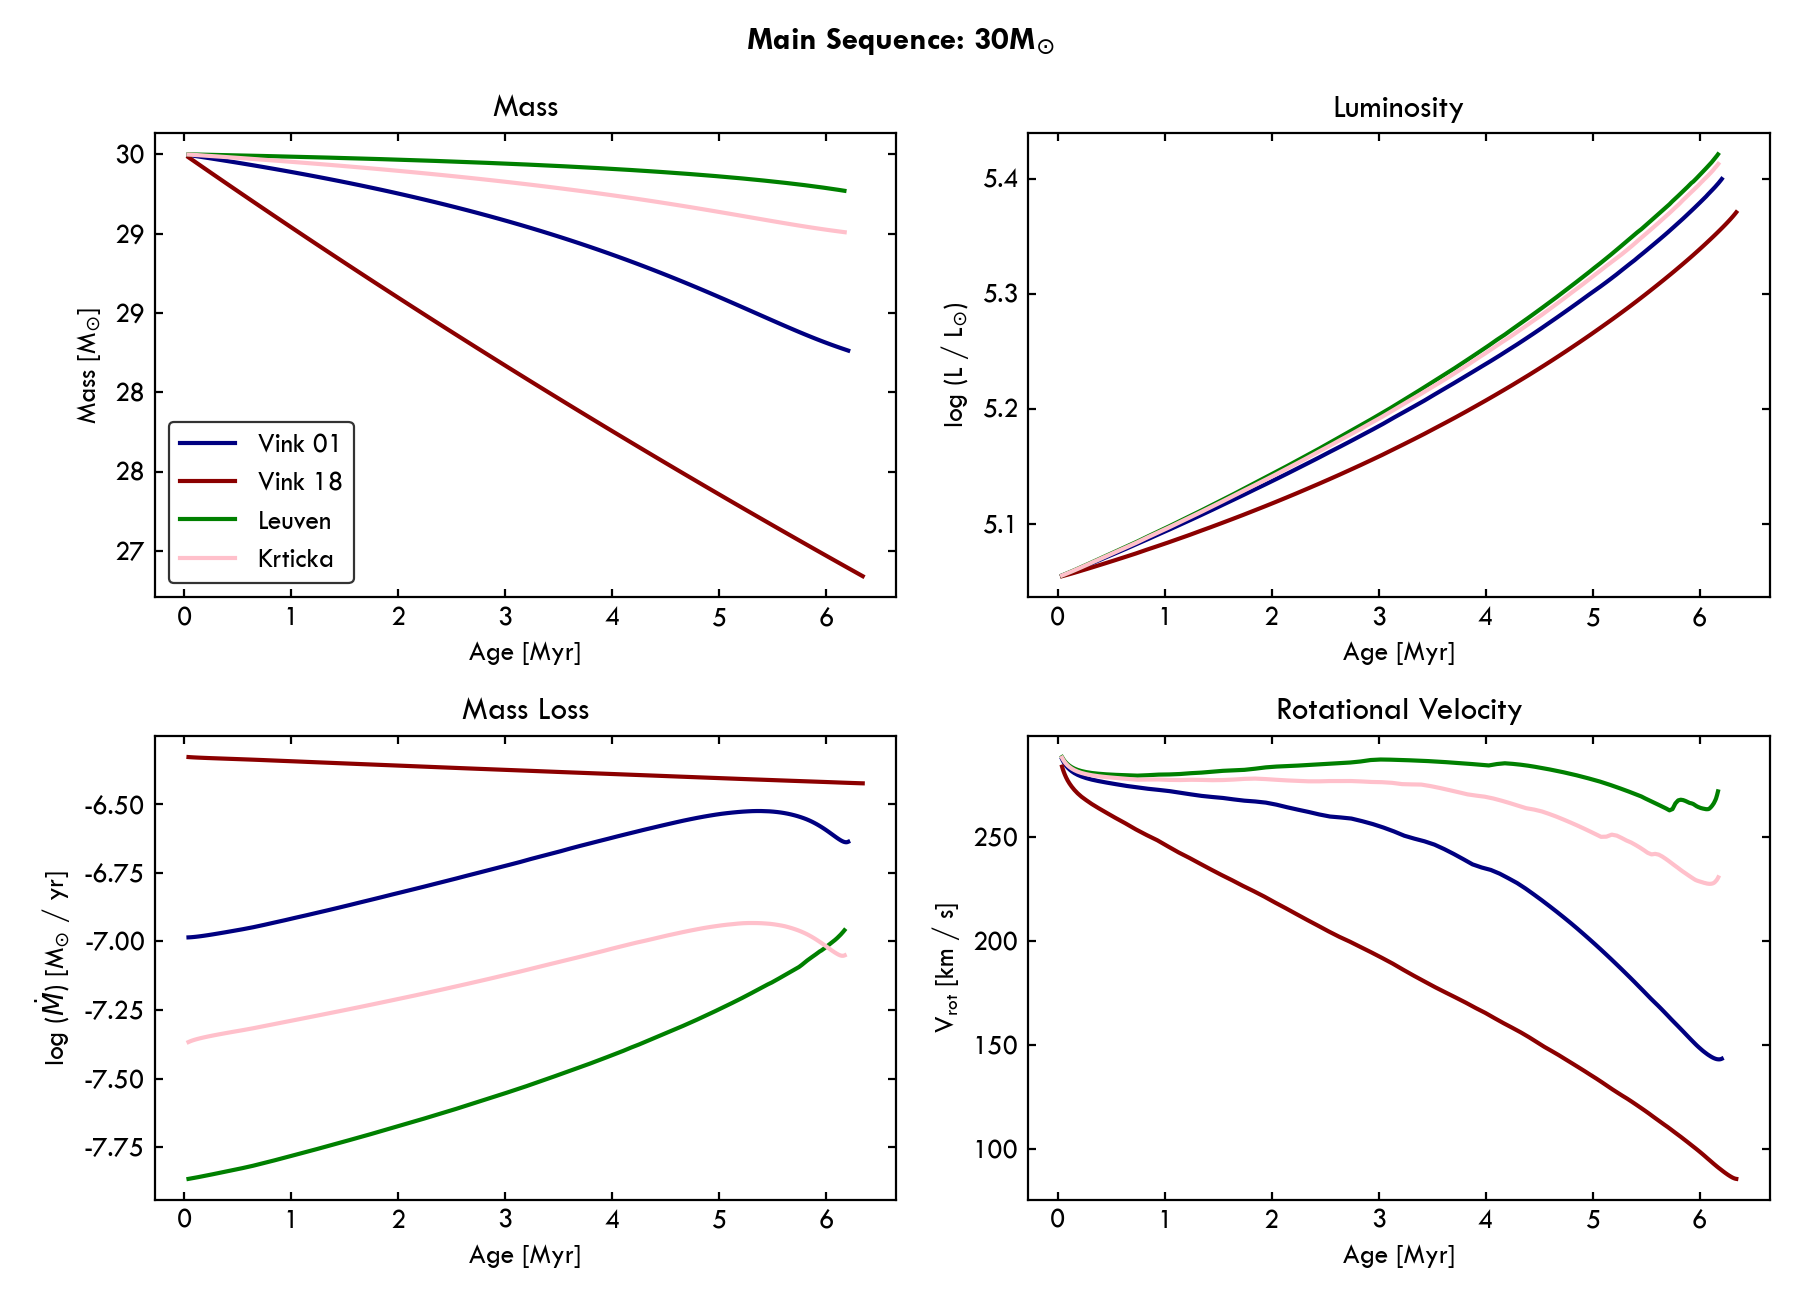 Main Sequence: 30M⊙
Mass
30
29
29
28
28
27
Mass [M⊙]
Vink 01
Vink 18
Leuven
Krticka
0 1 2 3 4 5 6
Age [Myr]
Luminosity
5.4
5.3
5.2
5.1
log (L / L⊙)
0 1 2 3 4 5 6
Age [Myr]
Mass Loss
-6.50
-6.75
-7.00
-7.25
-7.50
-7.75
log (Ṁ) [M⊙ / yr]
0 1 2 3 4 5 6
Age [Myr]
Rotational Velocity
250
200
150
100
Vrot [km / s]
0 1 2 3 4 5 6
Age [Myr]